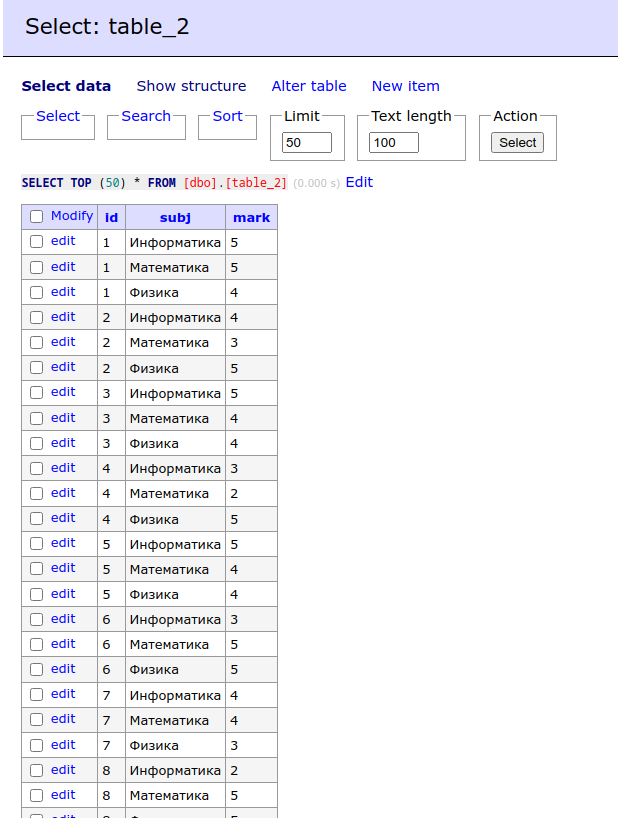 Select: table_2
Select data Show structure Alter table New item
Select Search Sort Limit Text length Action
50 100 Select
SELECT TOP (50) * FROM [dbo].[table_2] (0.000 s) Edit
Modify id subj mark
edit 1 Информатика 5
edit 1 Математика 5
edit 1 Физика 4
edit 2 Информатика 4
edit 2 Математика 3
edit 2 Физика 5
edit 3 Информатика 5
edit 3 Математика 4
edit 3 Физика 4
edit 4 Информатика 3
edit 4 Математика 2
edit 4 Физика 5
edit 5 Информатика 5
edit 5 Математика 4
edit 5 Физика 4
edit 6 Информатика 3
edit 6 Математика 5
edit 6 Физика 5
edit 7 Информатика 4
edit 7 Математика 4
edit 7 Физика 3
edit 8 Информатика 2
edit 8 Математика 5